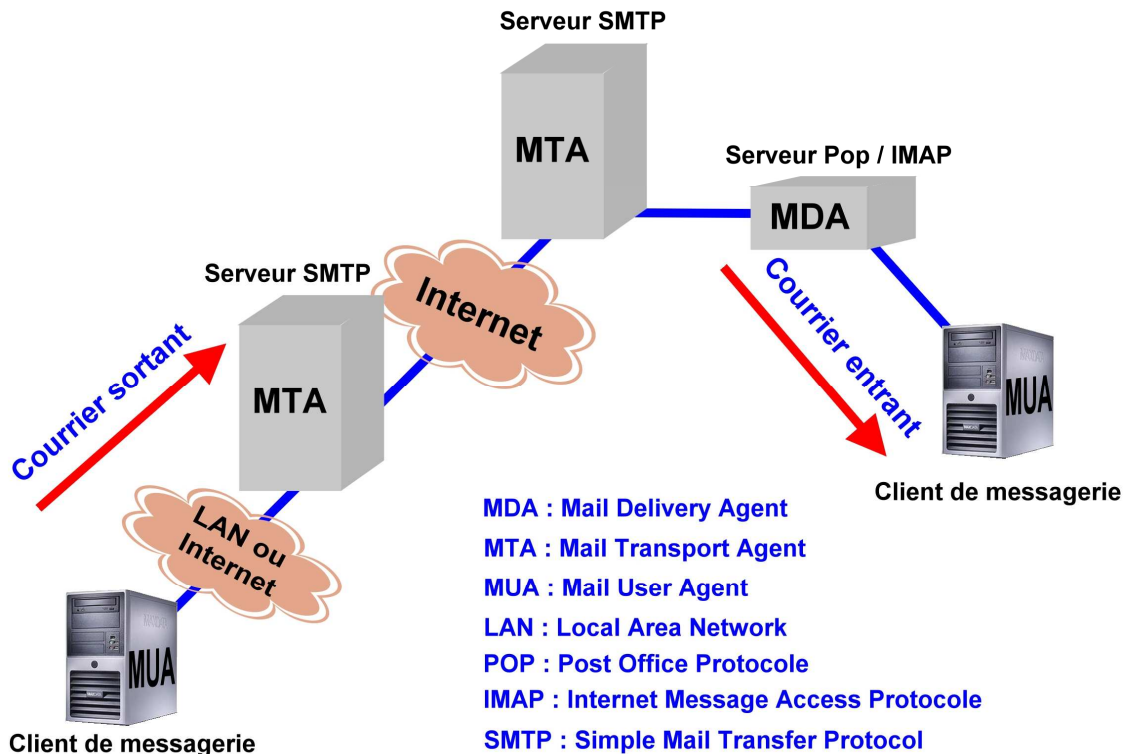 Serveur SMTP
MTA
Serveur Pop / IMAP
MDA
Serveur SMTP
Internet
MTA
Courrier sortant
Courrier entrant
MUA
Client de messagerie
LAN ou
Internet
MUA
Client de messagerie
MDA : Mail Delivery Agent
MTA : Mail Transport Agent
MUA : Mail User Agent
LAN : Local Area Network
POP : Post Office Protocole
IMAP : Internet Message Access Protocole
SMTP : Simple Mail Transfer Protocol